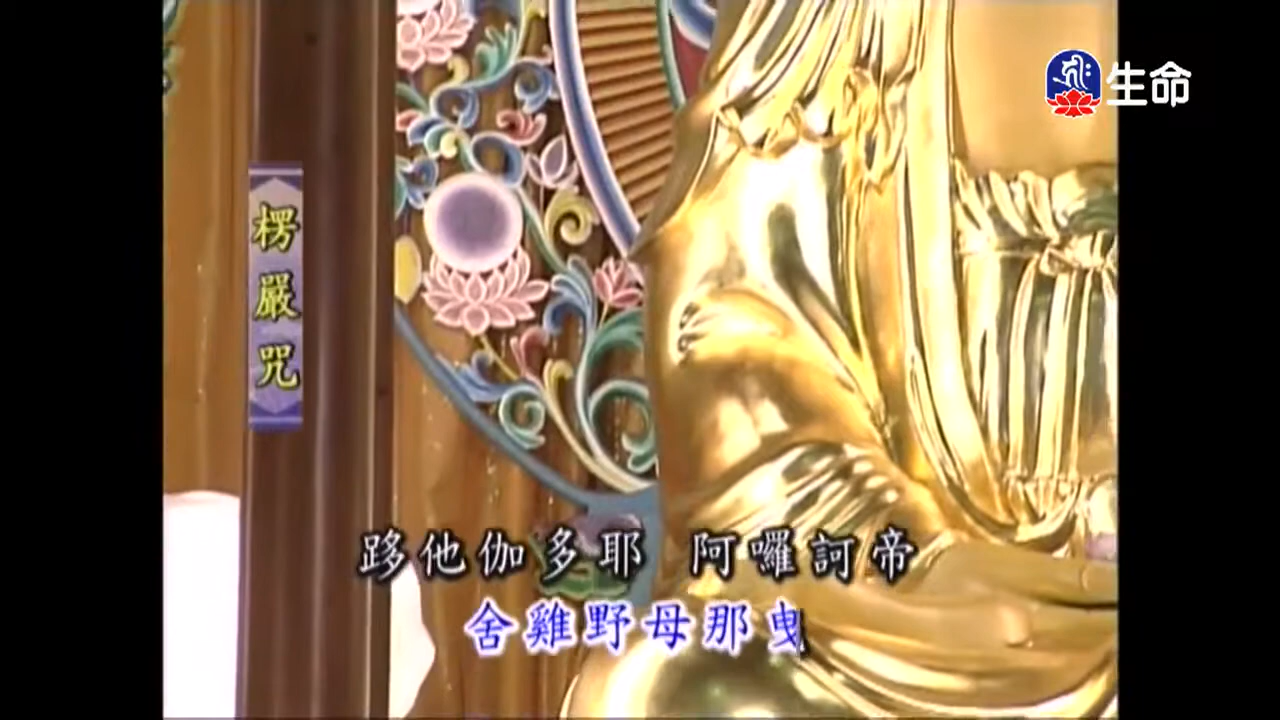 生命
楞嚴咒
跢他伽多耶 阿囉訶帝
舍雞野母那曳